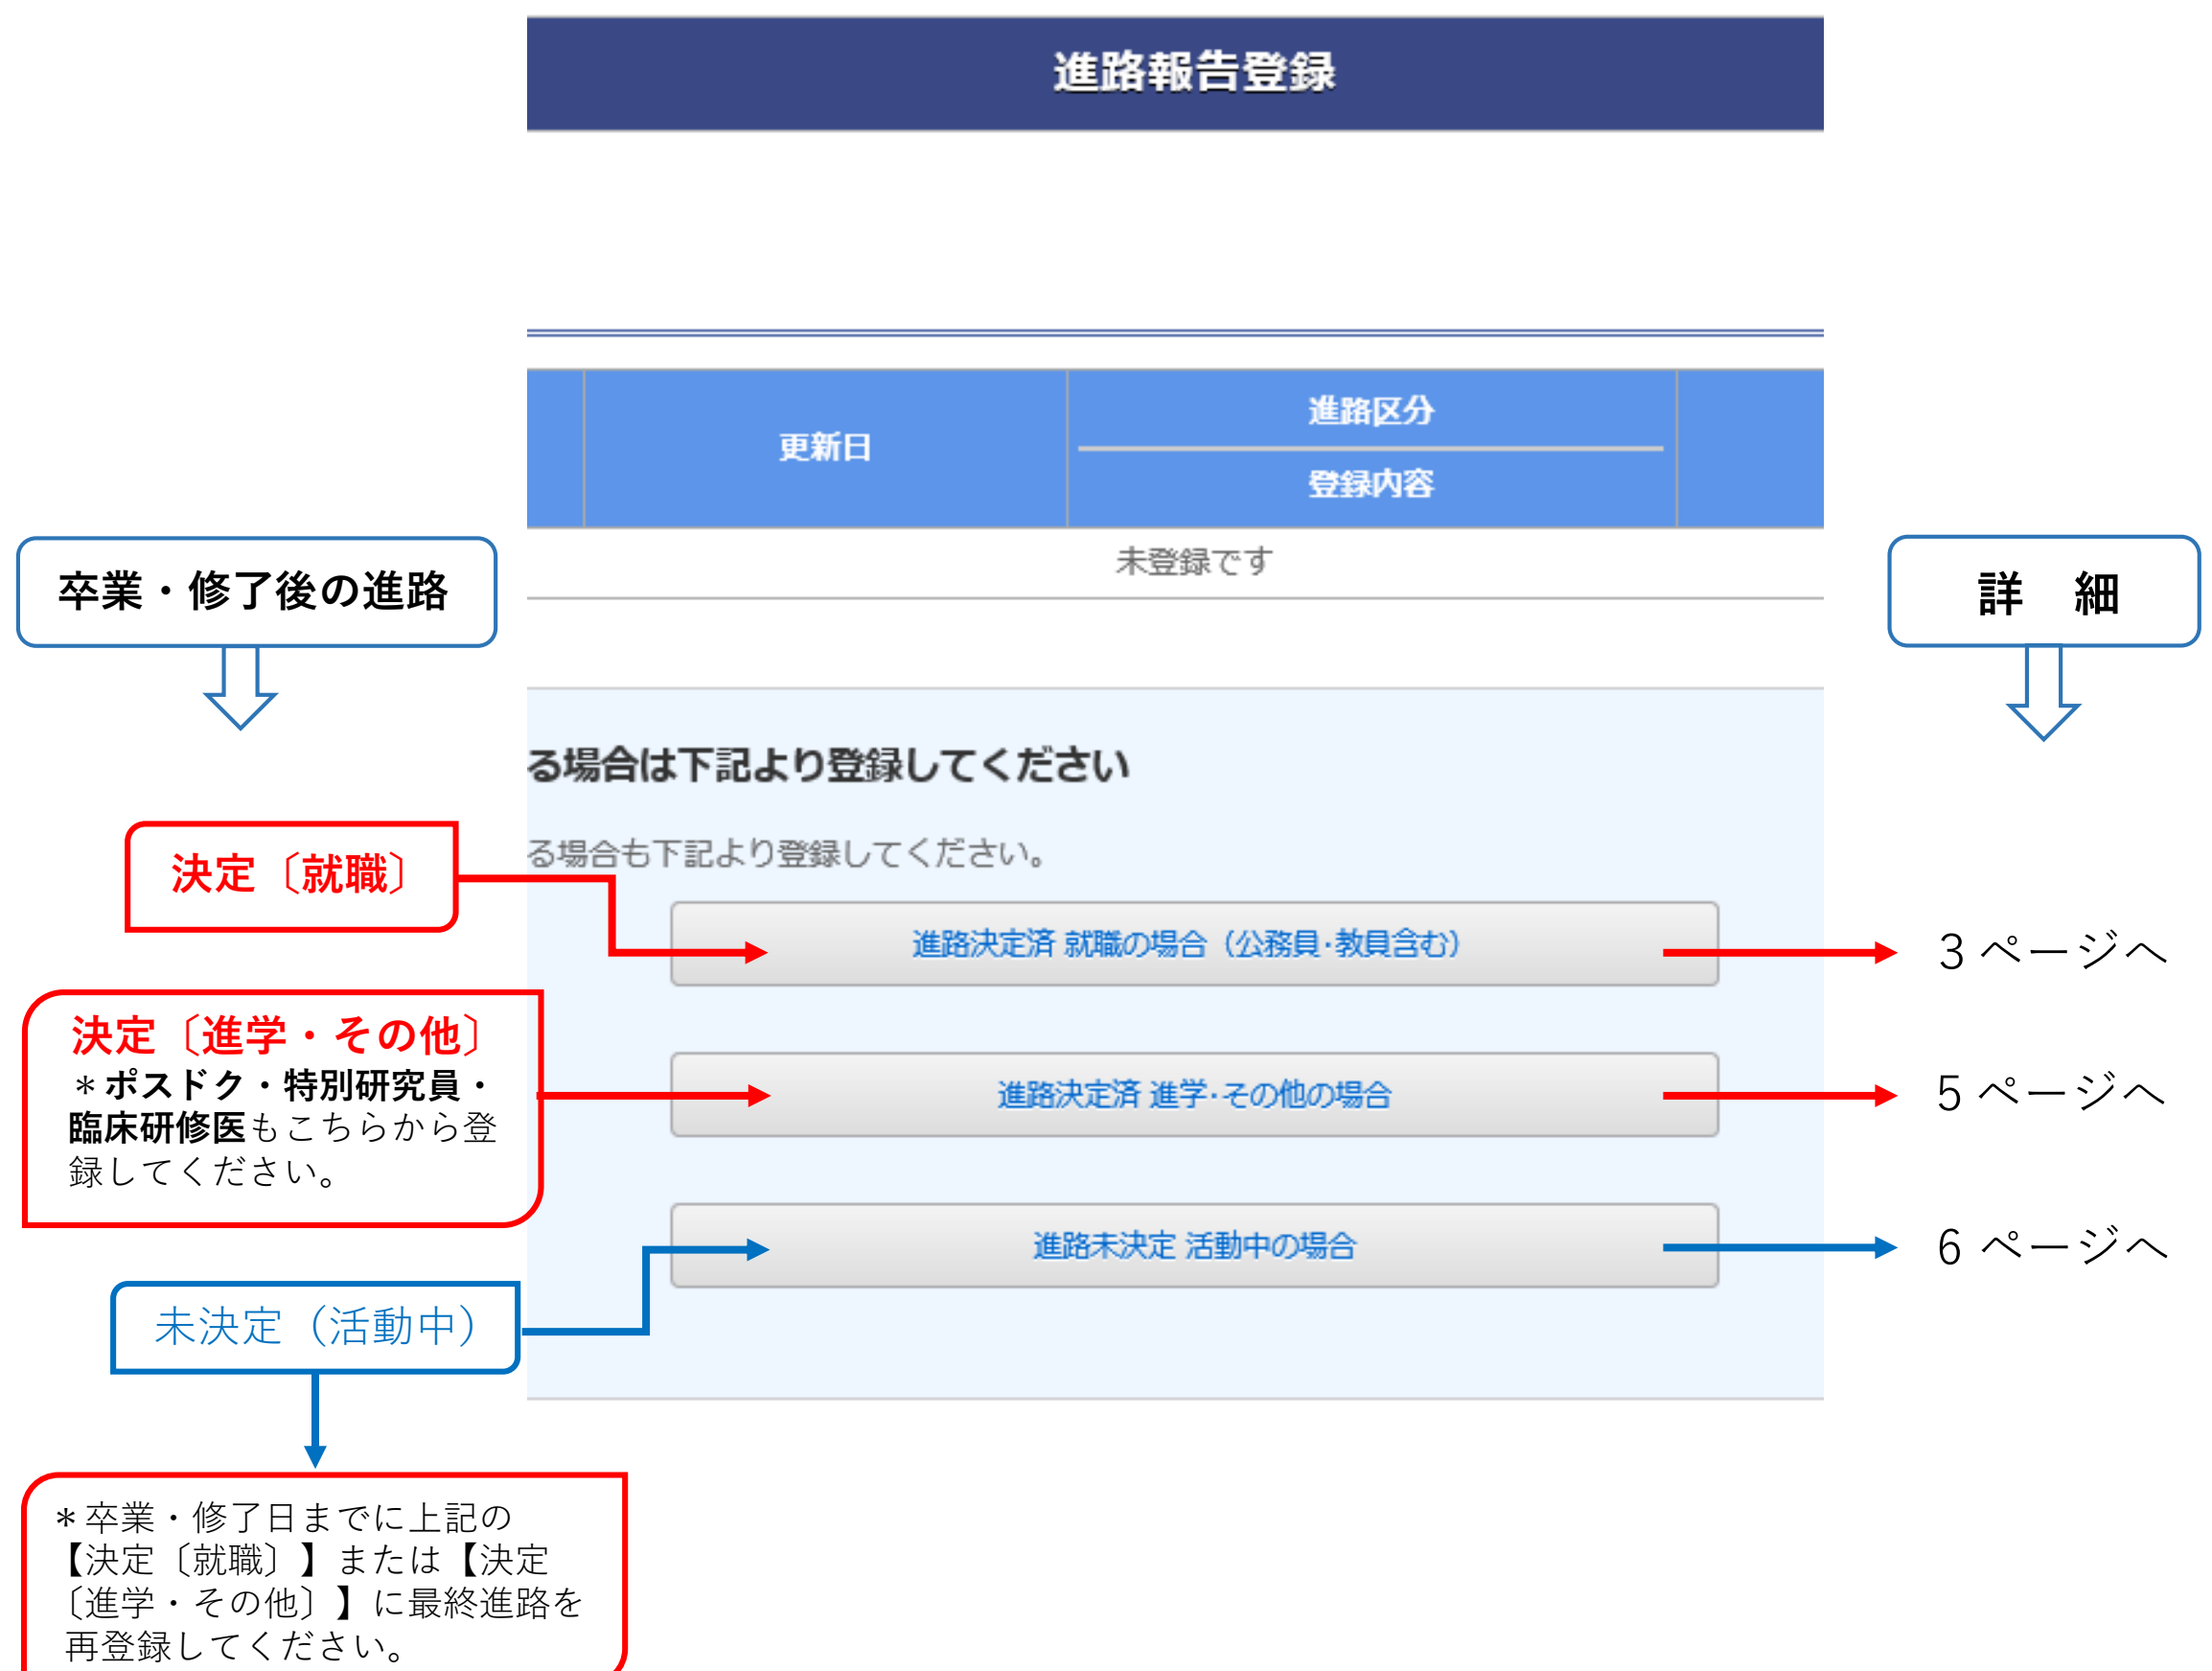 進路報告登録
更新日
進路区分
登録内容
未登録です
卒業・修了後の進路
詳　細
る場合は下記より登録してください
る場合も下記より登録してください。
決定〔就職〕
進路決定済 就職の場合（公務員・教員含む）
3 ページへ
決定〔進学・その他〕
＊ポスドク・特別研究員・
臨床研修医もこちらから登
録してください。
進路決定済 進学・その他の場合
5 ページへ
進路未決定 活動中の場合
6 ページへ
未決定（活動中）
＊卒業・修了日までに上記の
【決定〔就職〕】または【決定
〔進学・その他〕】に最終進路を
再登録してください。